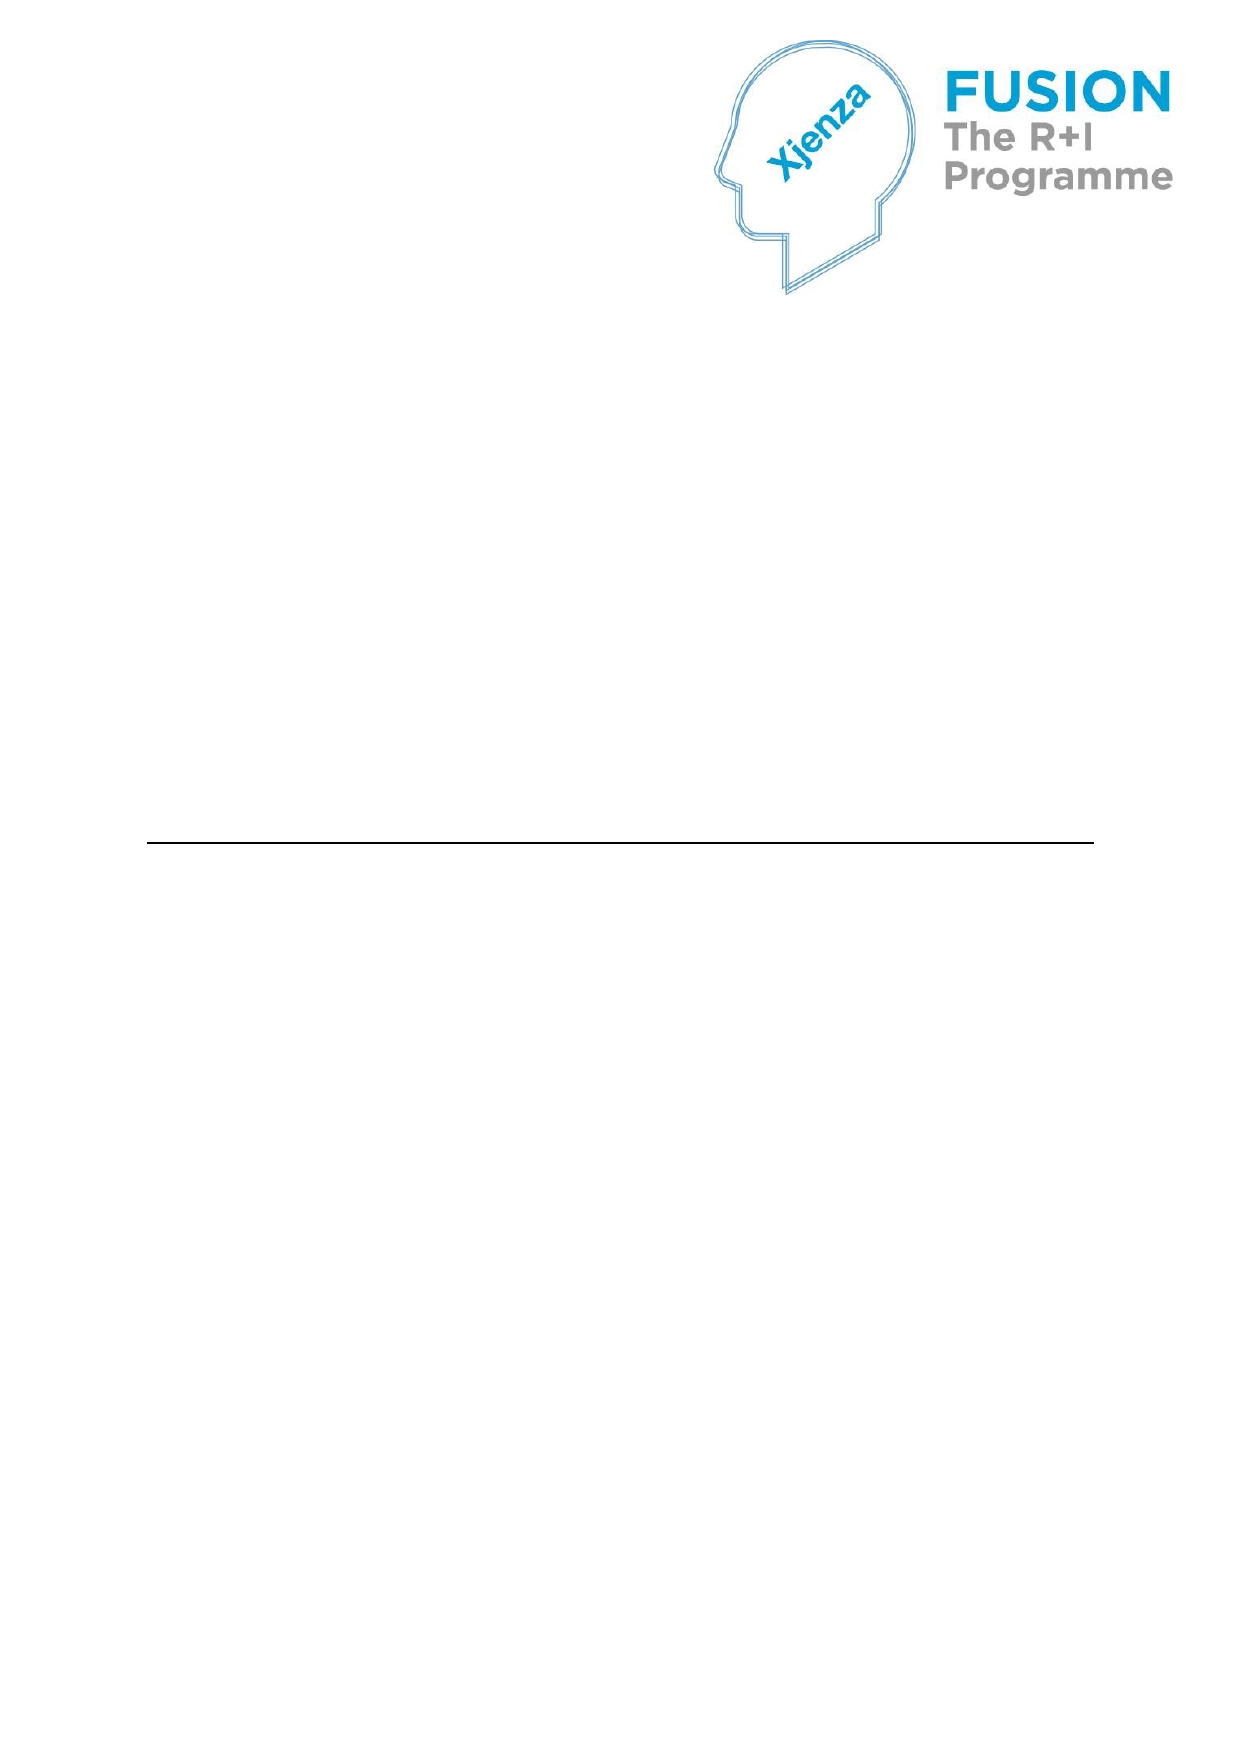 Xjenza
FUSION
The R+I
Programme